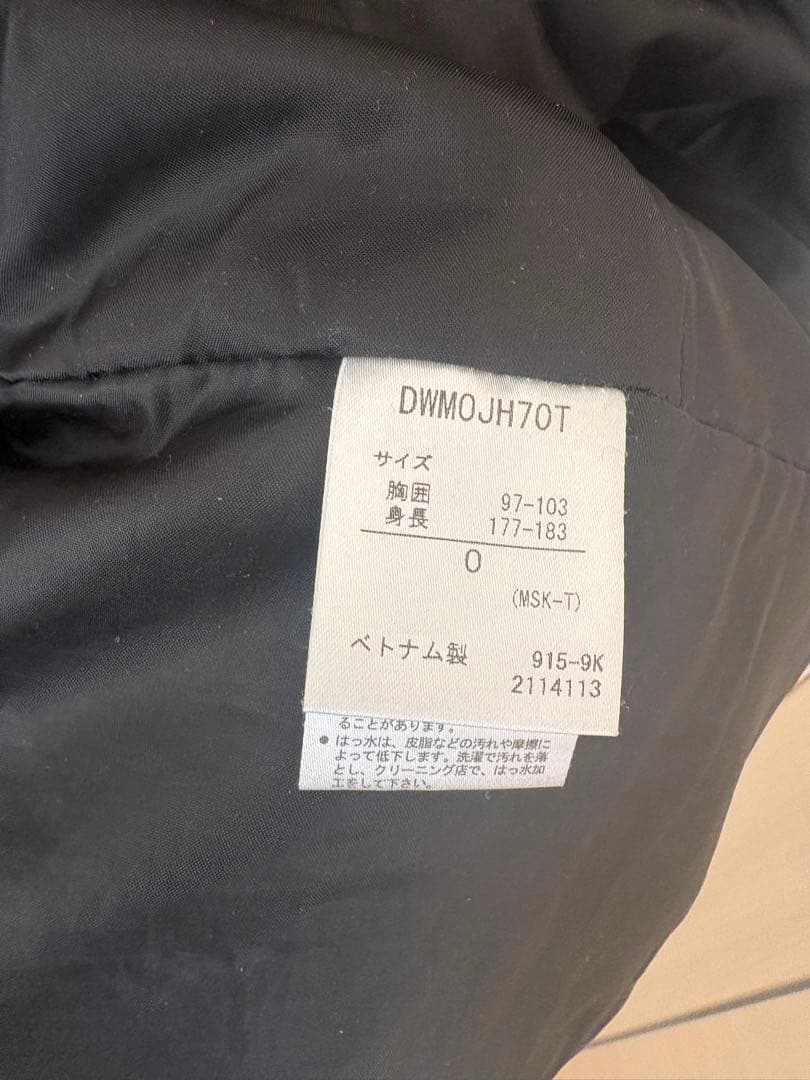 DWM0JH70T
サイズ
胸囲 97-103
身長 177-183
O
(MSK-T)
ベトナム製 915-9K
2114113
ることがあります。
● はっ水は、皮脂などの汚れや摩擦に
よって低下します。洗濯で汚れを落
とし、クリーニング店で、はっ水加
工をして下さい。